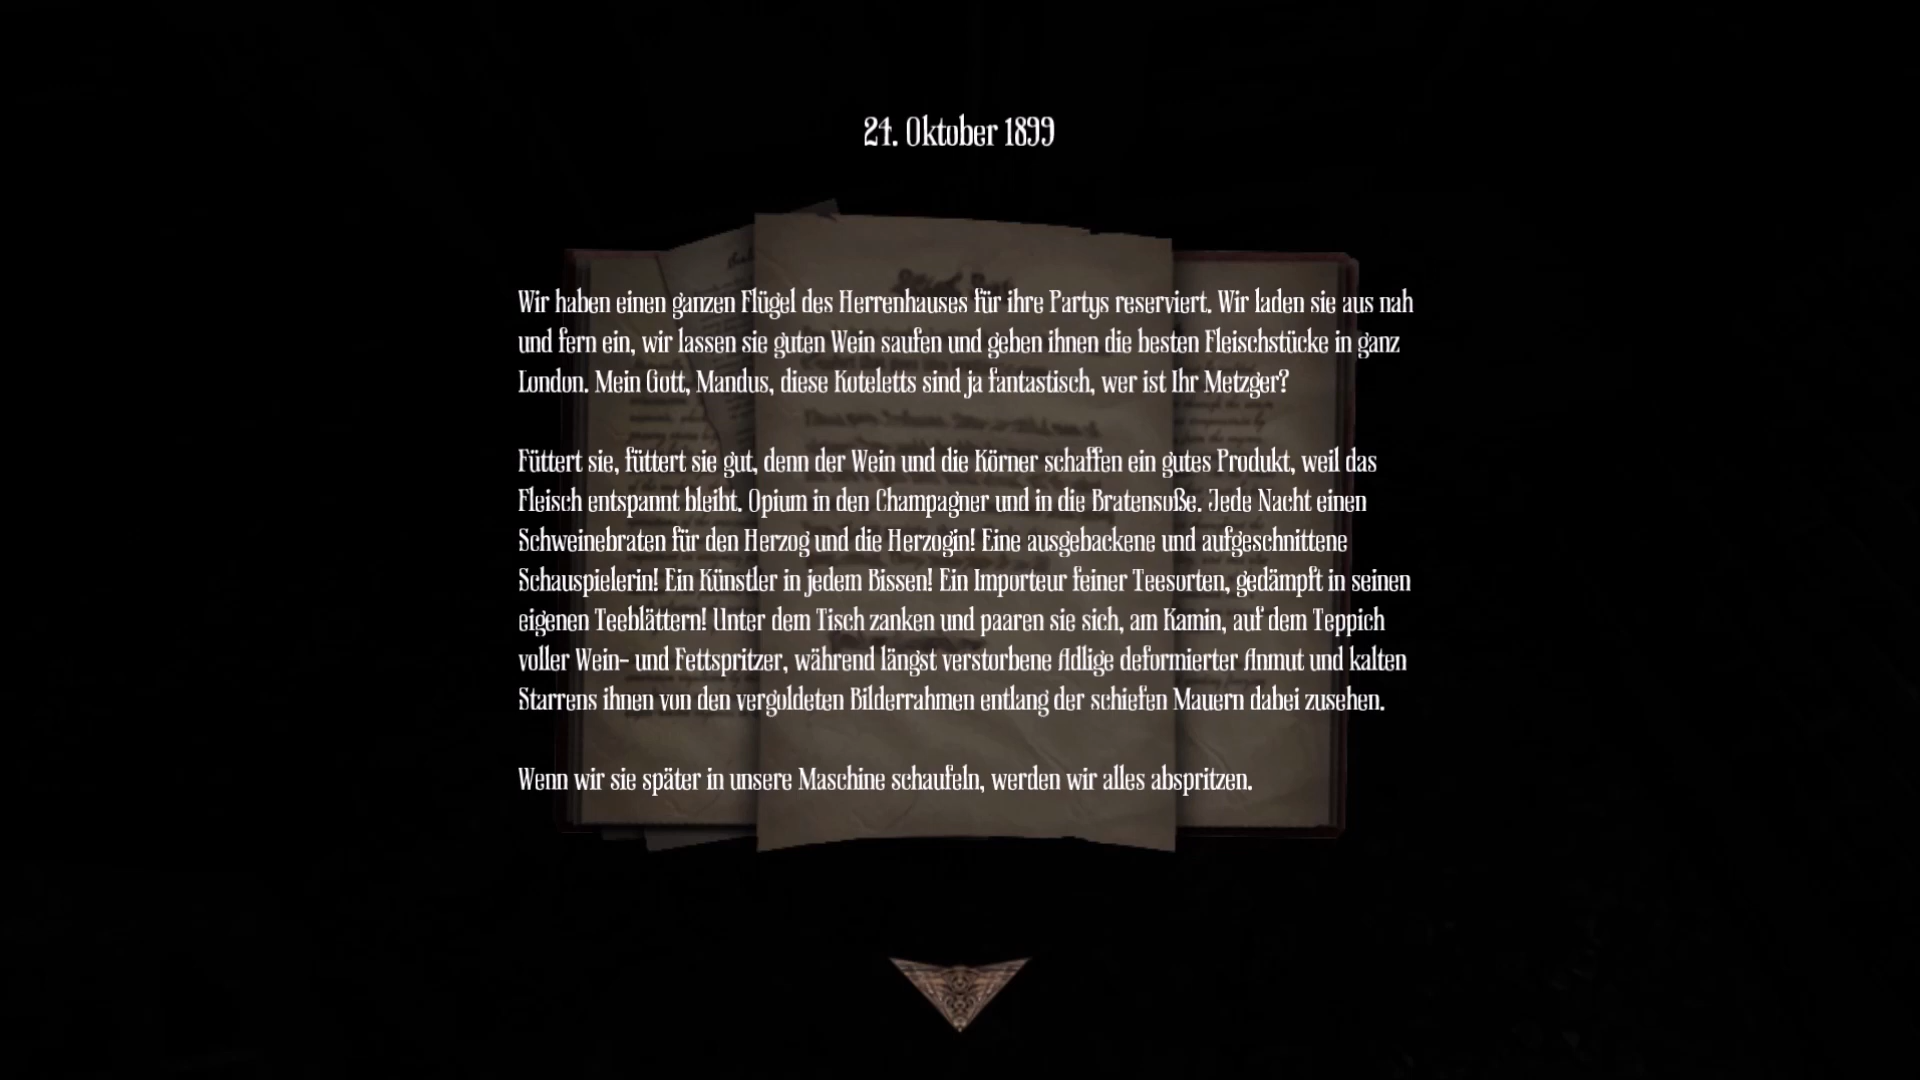 24. Oktober 1899
Wir haben einen ganzen Flügel des Herrenhauses für ihre Partys reserviert. Wir laden sie aus nah
und fern ein, wir lassen sie guten Wein saufen und geben ihnen die besten Fleischstücke in ganz
London. Mein Gott, Mandus, diese Koteletts sind ja fantastisch, wer ist Ihr Metzger?
Füttert sie, füttert sie gut, denn der Wein und die Körner schaffen ein gutes Produkt, weil das
Fleisch entspannt bleibt. Opium in den Champagner und in die Bratensoße. Jede Nacht einen
Schweinebraten für den Herzog und die Herzogin! Eine ausgebackene und aufgeschnittene
Schauspielerin! Ein Künstler in jedem Bissen! Ein Importeur feiner Teesorten, gedämpft in seinen
eigenen Teeblättern! Unter dem Tisch zanken und paaren sie sich, am Kamin, auf dem Teppich
voller Wein- und Fettspritzer, während längst verstorbene Adlige deformierter Anmut und kalten
Starrens ihnen von den vergoldeten Bilderrahmen entlang der schiefen Mauern dabei zusehen.
Wenn wir sie später in unsere Maschine schaufeln, werden wir alles abspritzen.